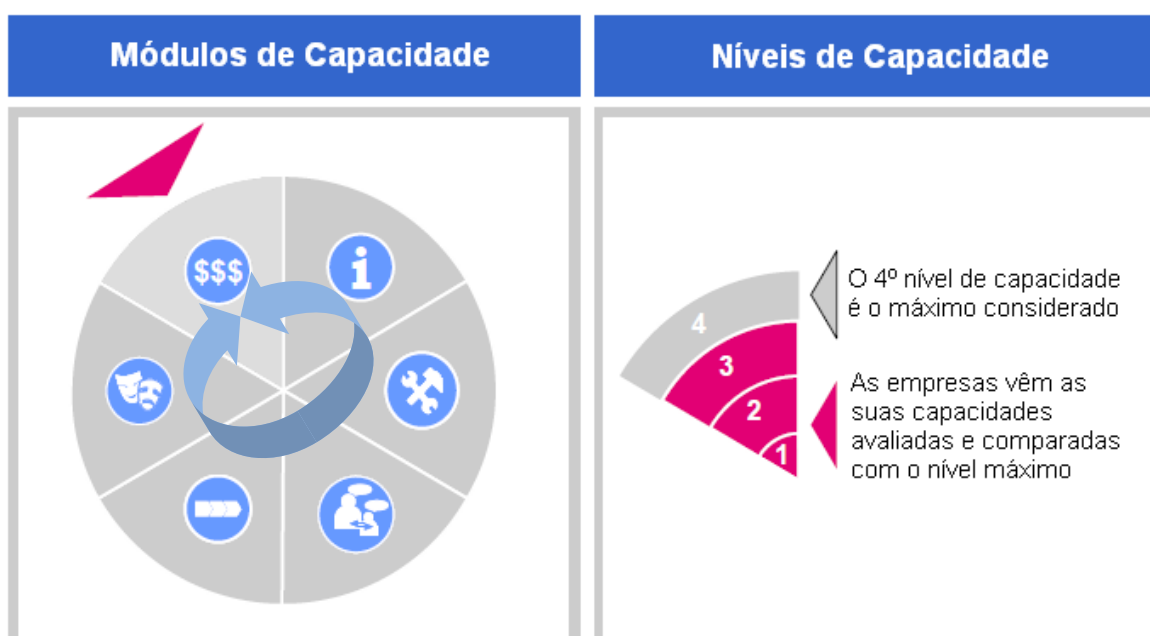 Módulos de Capacidade
Níveis de Capacidade
$$$
i
4
3
2
1
O 4º nível de capacidade
é o máximo considerado
As empresas vêm as
suas capacidades
avaliadas e comparadas
com o nível máximo